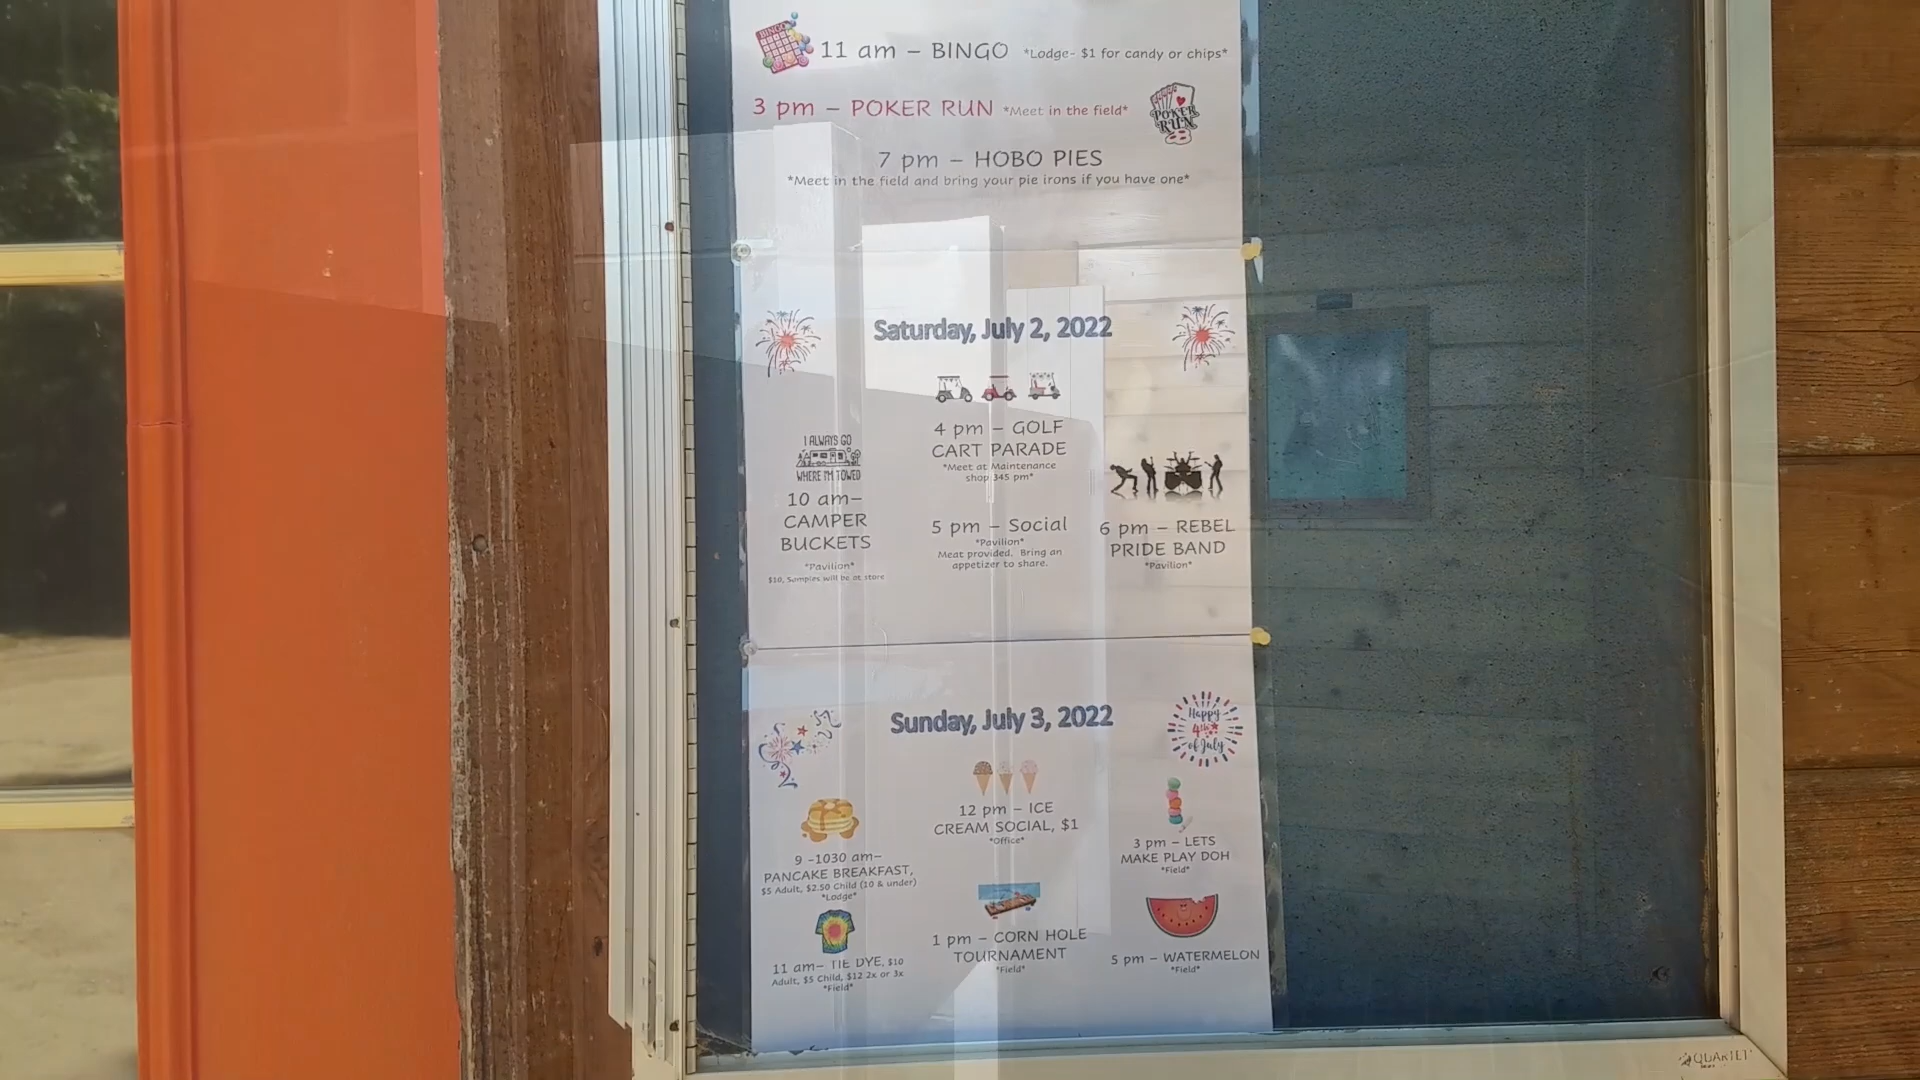 BINGO
11 am – BINGO *Lodge- $1 for candy or chips*
3 pm – POKER RUN *Meet in the field*
POKER
RUN
7 pm – HOBO PIES
*Meet in the field and bring your pie irons if you have one*
Saturday, July 2, 2022
I ALWAYS GO
WHERE I'M TOWED
10 am–
CAMPER
BUCKETS
*Pavilion*
$10, Samples will be at store
4 pm – GOLF
CART PARADE
*Meet at Maintenance
shop 345 pm*
5 pm – Social
*Pavilion*
Meat provided. Bring an
appetizer to share.
6 pm – REBEL
PRIDE BAND
*Pavilion*
Sunday, July 3, 2022
Happy
4th
of July
9 -1030 am–
PANCAKE BREAKFAST,
$5 Adult, $2.50 Child (10 & under)
*Lodge*
11 am– TIE DYE, $10
Adult, $5 Child, $12 2x or 3x
*Field*
12 pm – ICE
CREAM SOCIAL, $1
*Office*
1 pm – CORN HOLE
TOURNAMENT
*Field*
3 pm – LETS
MAKE PLAY DOH
*Field*
5 pm – WATERMELON
*Field*
QUARTET